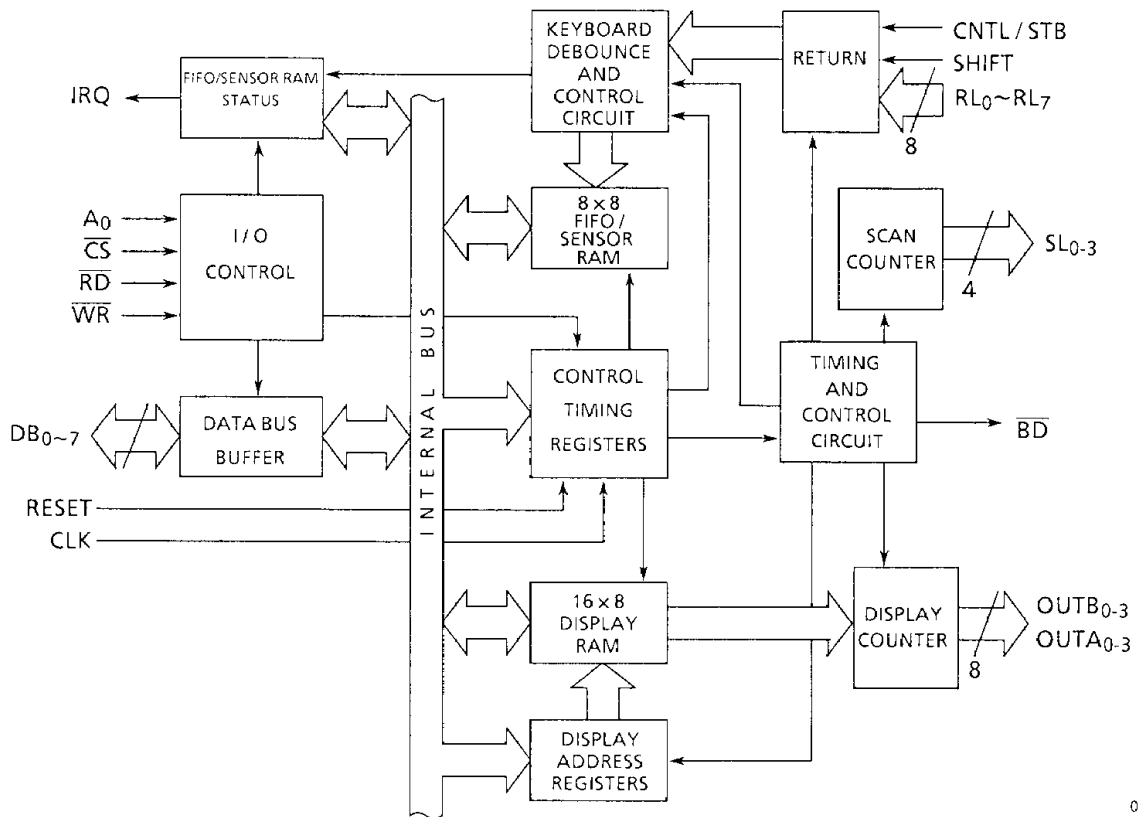 KEYBOARD
DEBOUNCE
AND
CONTROL
CIRCUIT
RETURN
CNTL / STB
SHIFT
RL0~RL7
8
FIFO/SENSOR RAM
STATUS
IRQ
8×8
FIFO/
SENSOR
RAM
A0
CS
RD
WR
I/O
CONTROL
SCAN
COUNTER
SL0-3
4
INTERNAL BUS
CONTROL
TIMING
REGISTERS
TIMING
AND
CONTROL
CIRCUIT
BD
DB0~7
DATA BUS
BUFFER
RESET
CLK
16×8
DISPLAY
RAM
DISPLAY
COUNTER
OUTB0-3
OUTA0-3
8
DISPLAY
ADDRESS
REGISTERS
0